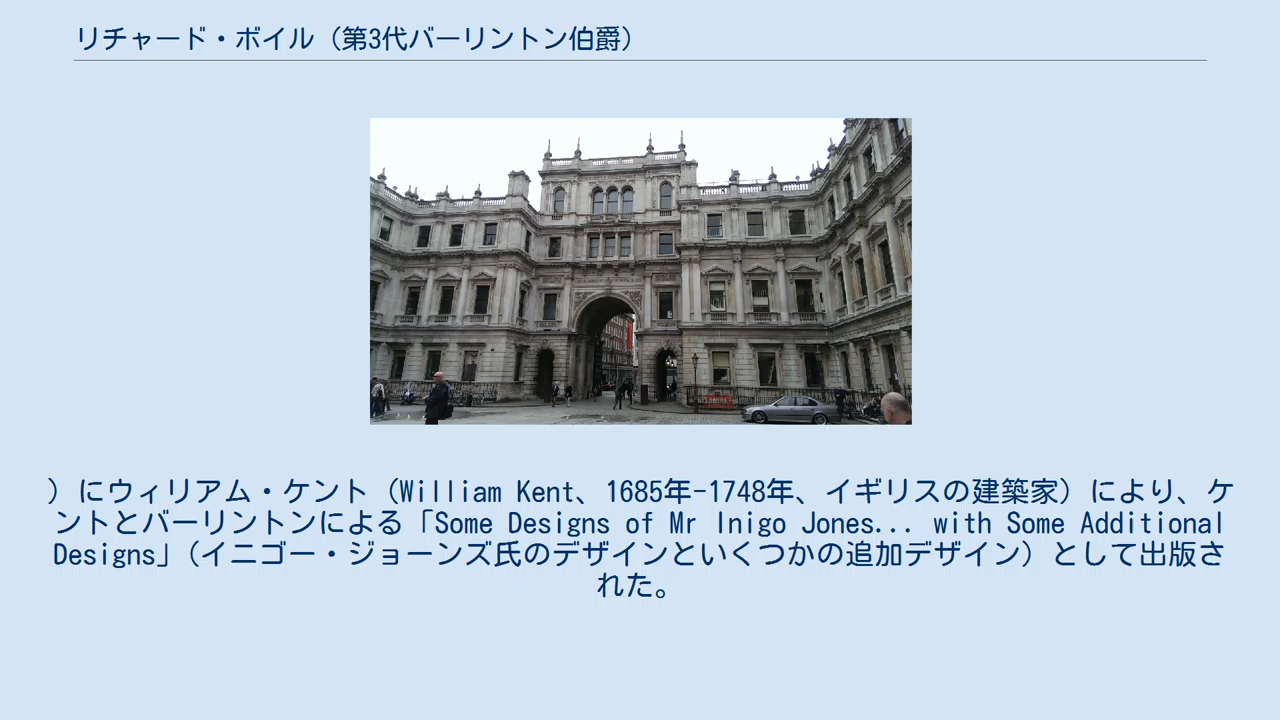 リチャード・ボイル（第3代バーリントン伯爵）
）にウィリアム・ケント（William Kent、1685年-1748年、イギリスの建築家）により、ケ
ントとバーリントンによる「Some Designs of Mr Inigo Jones... with Some Additional
Designs」（イニゴー・ジョーンズ氏のデザインといくつかの追加デザイン）として出版さ
れた。